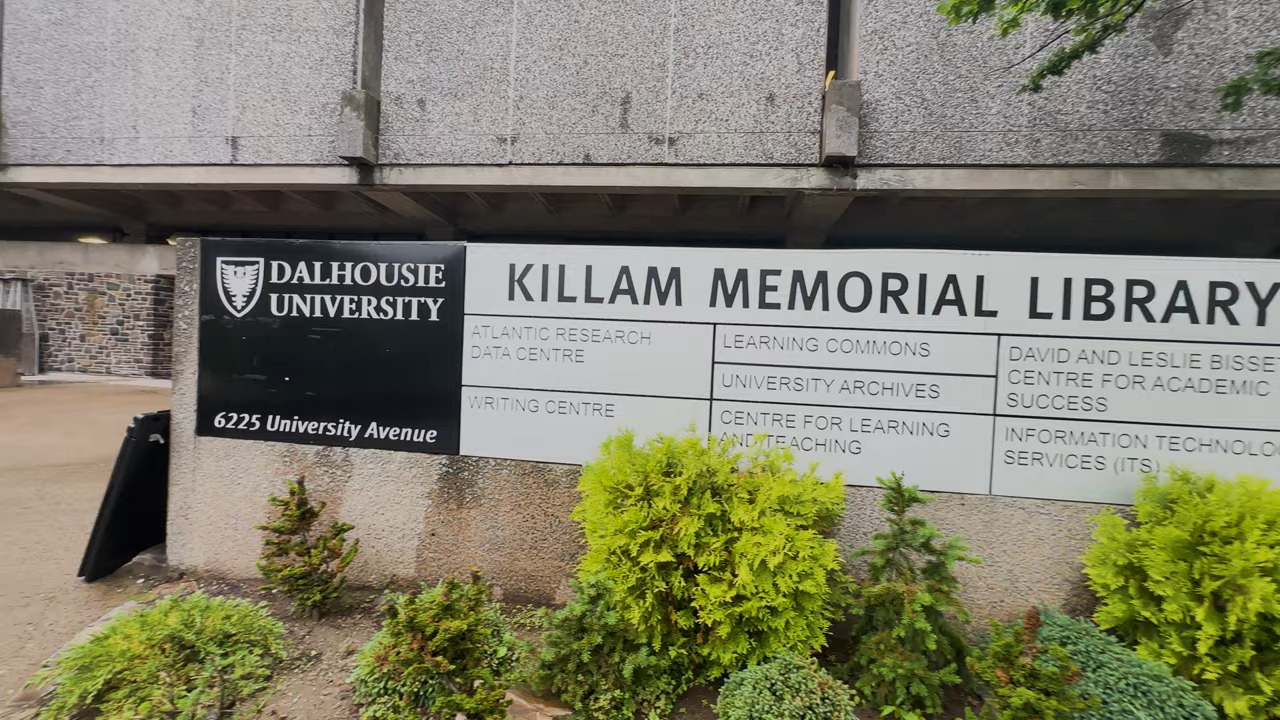 DALHOUSIE
UNIVERSITY
6225 University Avenue
KILLAM MEMORIAL LIBRARY
ATLANTIC RESEARCH
DATA CENTRE
WRITING CENTRE
LEARNING COMMONS
UNIVERSITY ARCHIVES
CENTRE FOR LEARNING
AND TEACHING
DAVID AND LESLIE
CENTRE FOR ACADEMIC
SUCCESS
INFORMATION
SERVICES (ITS)